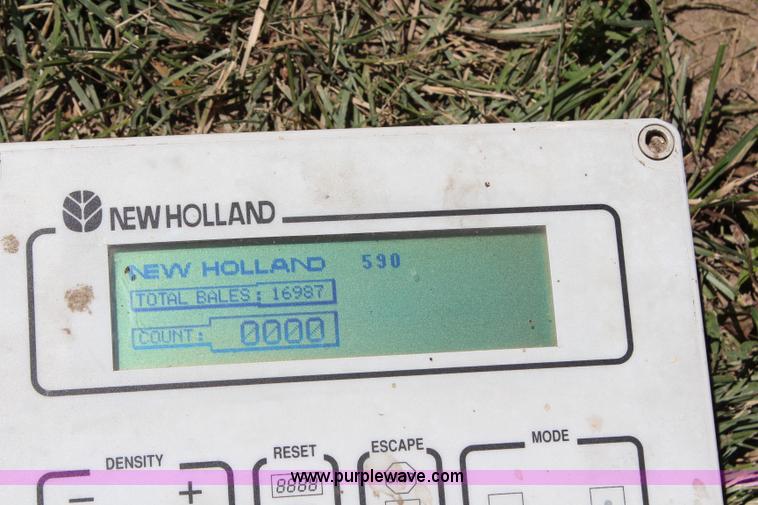 NEW HOLLAND
NEW HOLLAND 590
TOTAL BALES: 16987
COUNT: 0000
DENSITY RESET ESCAPE MODE
- + 8888
www.purplewave.com